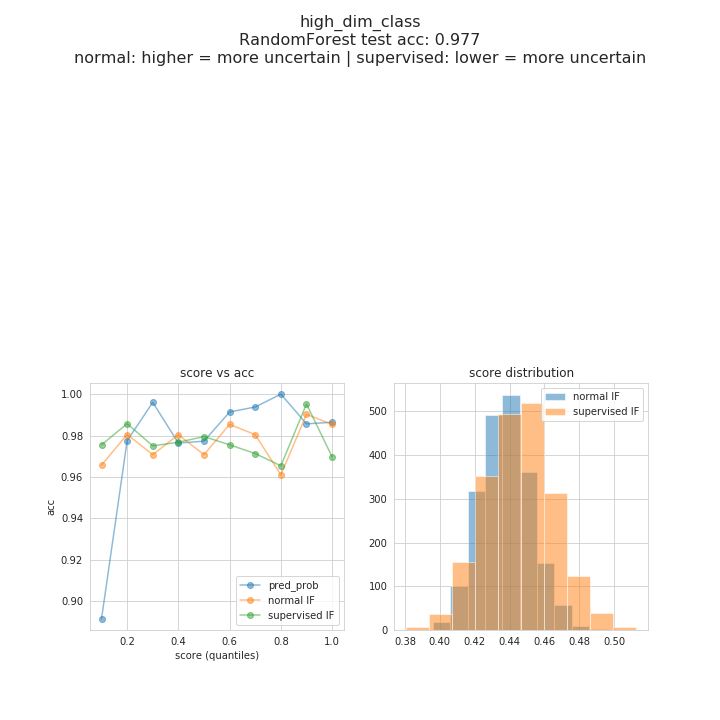 high_dim_class
RandomForest test acc: 0.977
normal: higher = more uncertain | supervised: lower = more uncertain
score vs acc
1.00
0.98
0.96
0.94
0.92
0.90
acc
0.2
0.4
0.6
0.8
1.0
score (quantiles)
pred_prob
normal IF
supervised IF
score distribution
500
400
300
200
100
0
0.38
0.40
0.42
0.44
0.46
0.48
0.50
normal IF
supervised IF